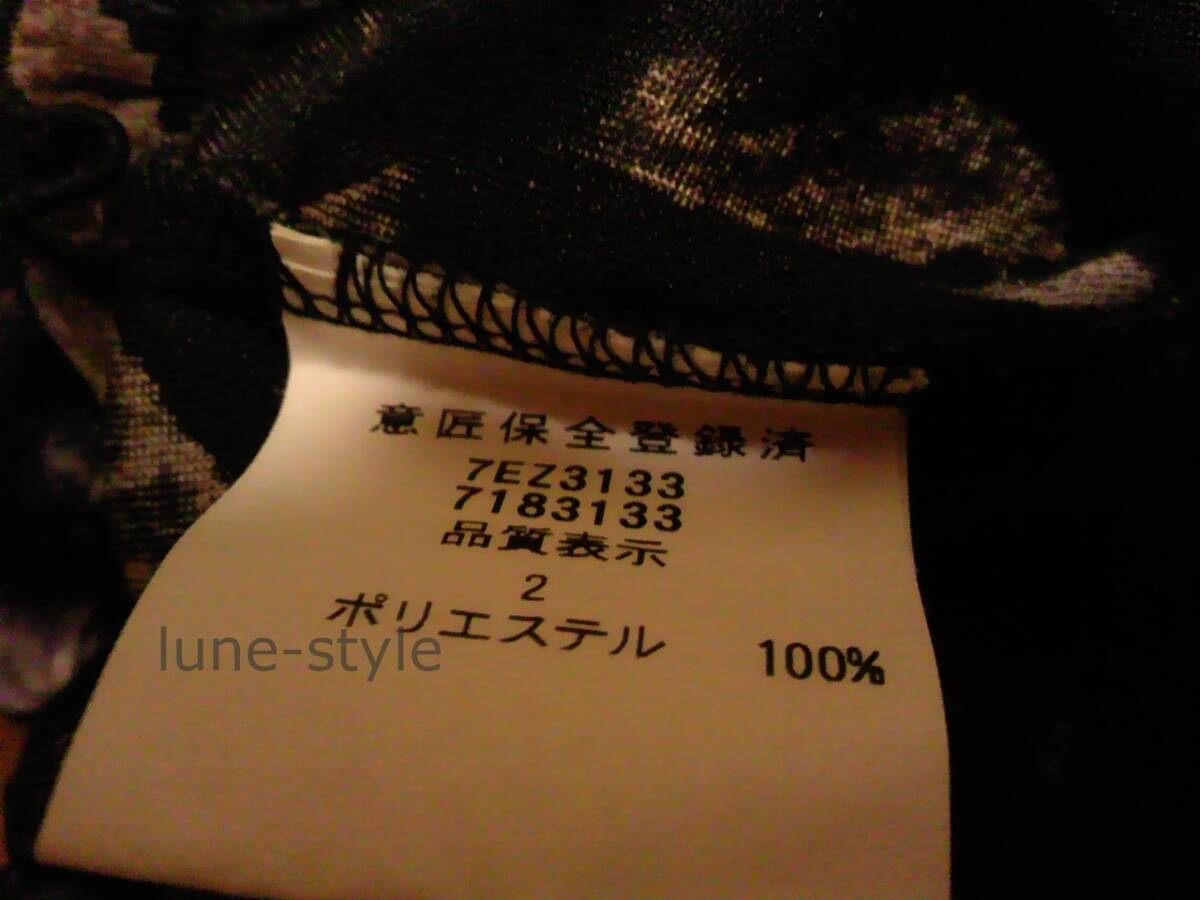 意匠保全登録済
7EZ3133
7183133
品質表示
2
ポリエステル 100%
lune-style